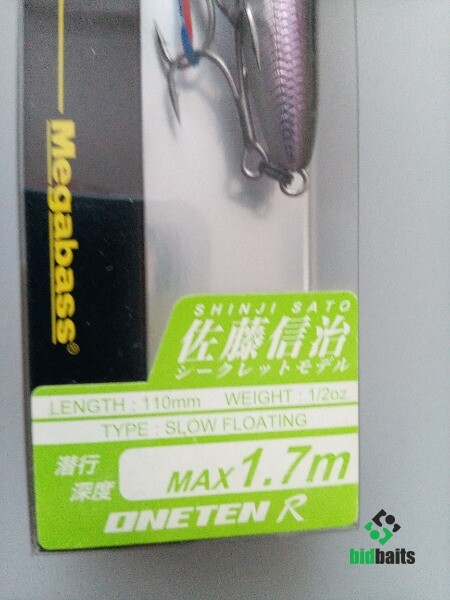 Megabass®
SHINJI SATO
佐藤信治
シークレットモデル
LENGTH : 110mm WEIGHT : 1/2oz
TYPE : SLOW FLOATING
潜行
深度
MAX 1.7m
ONETEN R
bidbaits